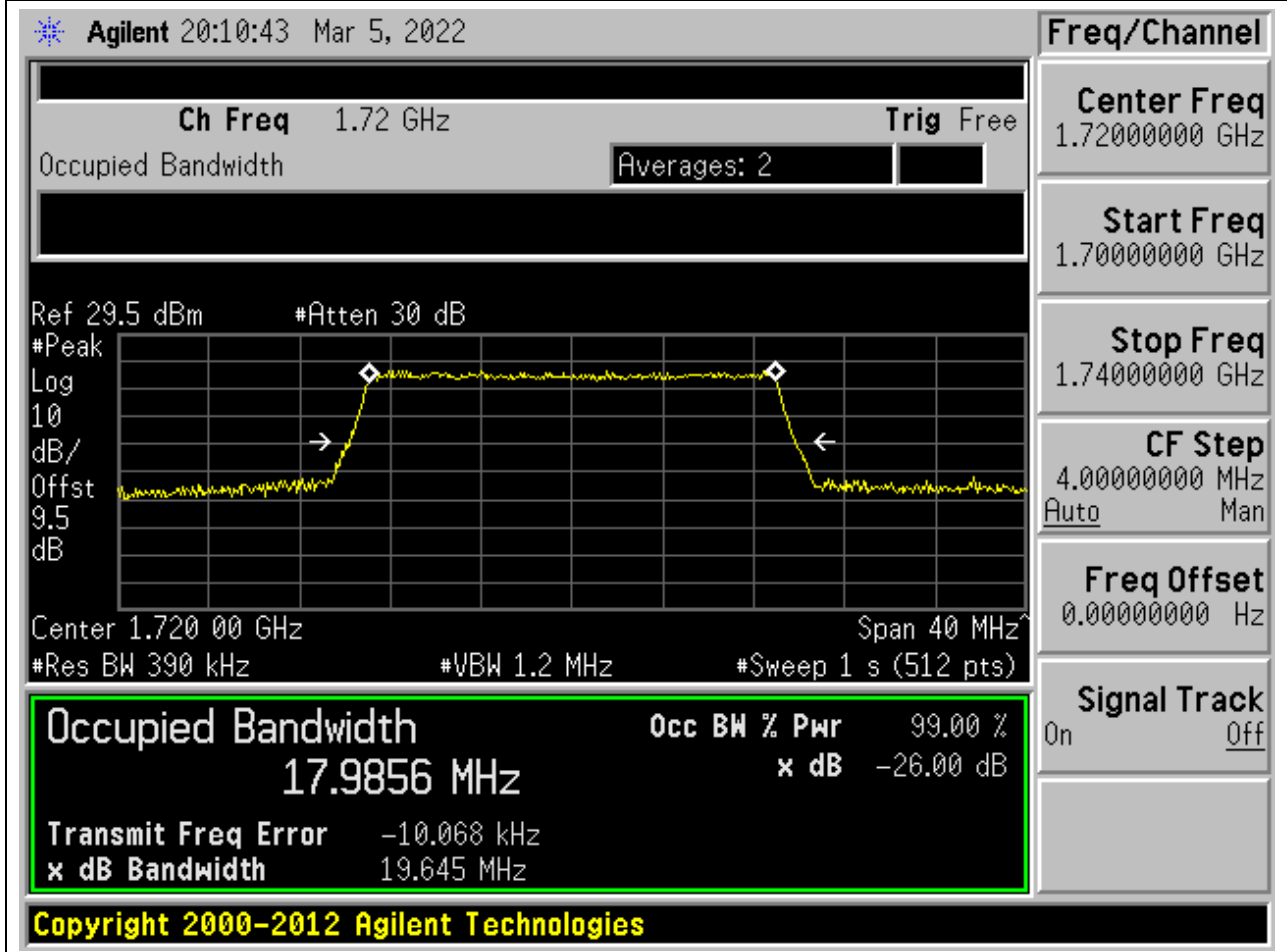 Agilent 20:10:43 Mar 5, 2022
Freq/Channel
Ch Freq 1.72 GHz Trig Free
Occupied Bandwidth Averages: 2
Ref 29.5 dBm #Atten 30 dB
#Peak
Log
10
dB/
Offst
9.5
dB
Center 1.720 00 GHz Span 40 MHz^
#Res BW 390 kHz #VBW 1.2 MHz #Sweep 1 s (512 pts)
Occupied Bandwidth
17.9856 MHz
Occ BW % Pwr 99.00 %
x dB -26.00 dB
Transmit Freq Error -10.068 kHz
x dB Bandwidth 19.645 MHz
Copyright 2000-2012 Agilent Technologies
Center Freq
1.72000000 GHz
Start Freq
1.70000000 GHz
Stop Freq
1.74000000 GHz
CF Step
4.00000000 MHz
Auto Man
Freq Offset
0.00000000 Hz
Signal Track
On Off